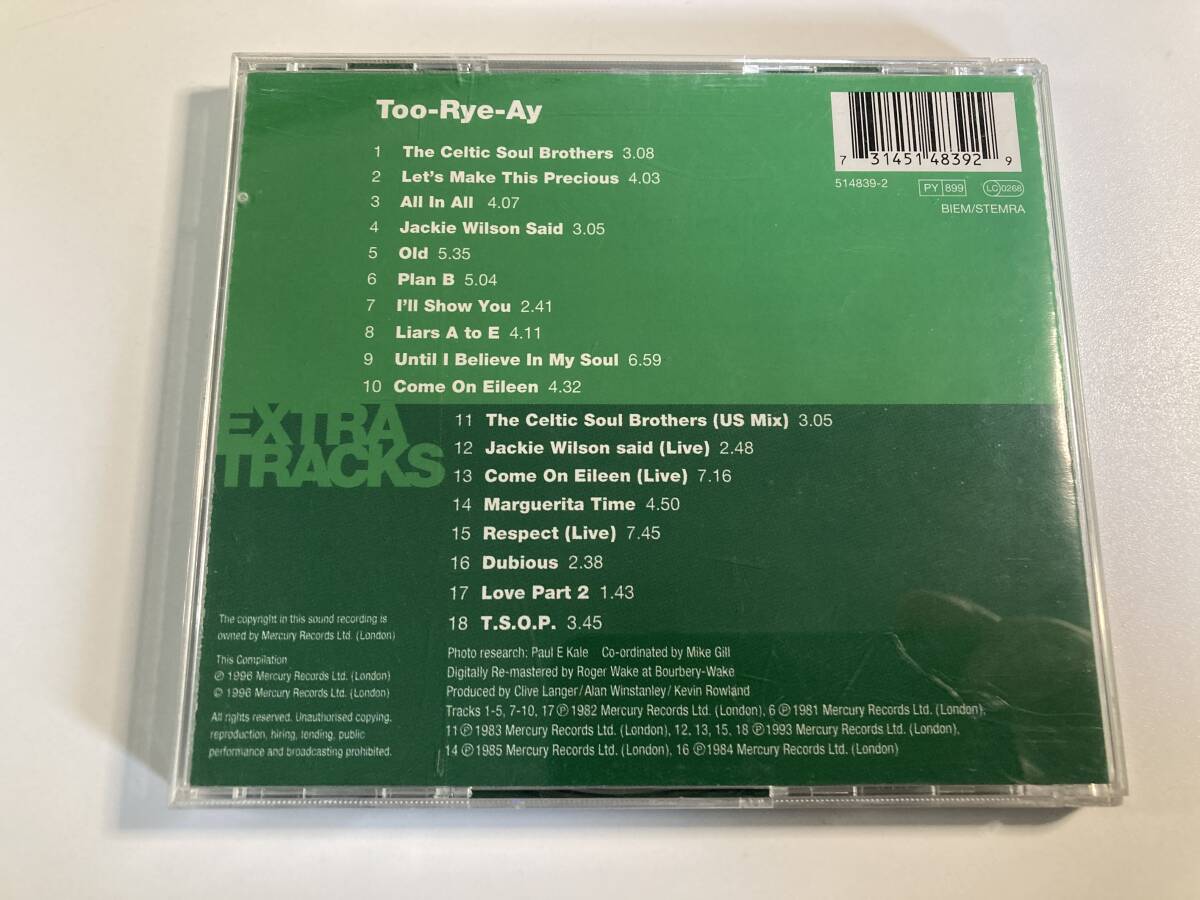 Too-Rye-Ay
1 The Celtic Soul Brothers 3.08
2 Let's Make This Precious 4.03
3 All In All 4.07
4 Jackie Wilson Said 3.05
5 Old 5.35
6 Plan B 5.04
7 I'll Show You 2.41
8 Liars A to E 4.11
9 Until I Believe In My Soul 6.59
10 Come On Eileen 4.32
7 31451 48392 9
514839-2 PY 899 LC 0268
BIEM/STEMRA
EXTRA
TRACKS
11 The Celtic Soul Brothers (US Mix) 3.05
12 Jackie Wilson said (Live) 2.48
13 Come On Eileen (Live) 7.16
14 Marguerita Time 4.50
15 Respect (Live) 7.45
16 Dubious 2.38
17 Love Part 2 1.43
18 T.S.O.P. 3.45
The copyright in this sound recording is
owned by Mercury Records Ltd. (London)
This Compilation
℗ 1996 Mercury Records Ltd. (London)
© 1996 Mercury Records Ltd. (London)
All rights reserved. Unauthorised copying,
reproduction, hiring, lending, public
performance and broadcasting prohibited.
Photo research: Paul E Kale Co-ordinated by Mike Gill
Digitally Re-mastered by Roger Wake at Bourbery-Wake
Produced by Clive Langer/Alan Winstanley/Kevin Rowland
Tracks 1-5, 7-10, 17 ℗ 1982 Mercury Records Ltd. (London), 6 ℗ 1981 Mercury Records Ltd. (London),
11 ℗ 1983 Mercury Records Ltd. (London), 12, 13, 15, 18 ℗ 1993 Mercury Records Ltd. (London),
14 ℗ 1985 Mercury Records Ltd. (London), 16 ℗ 1984 Mercury Records Ltd. (London)